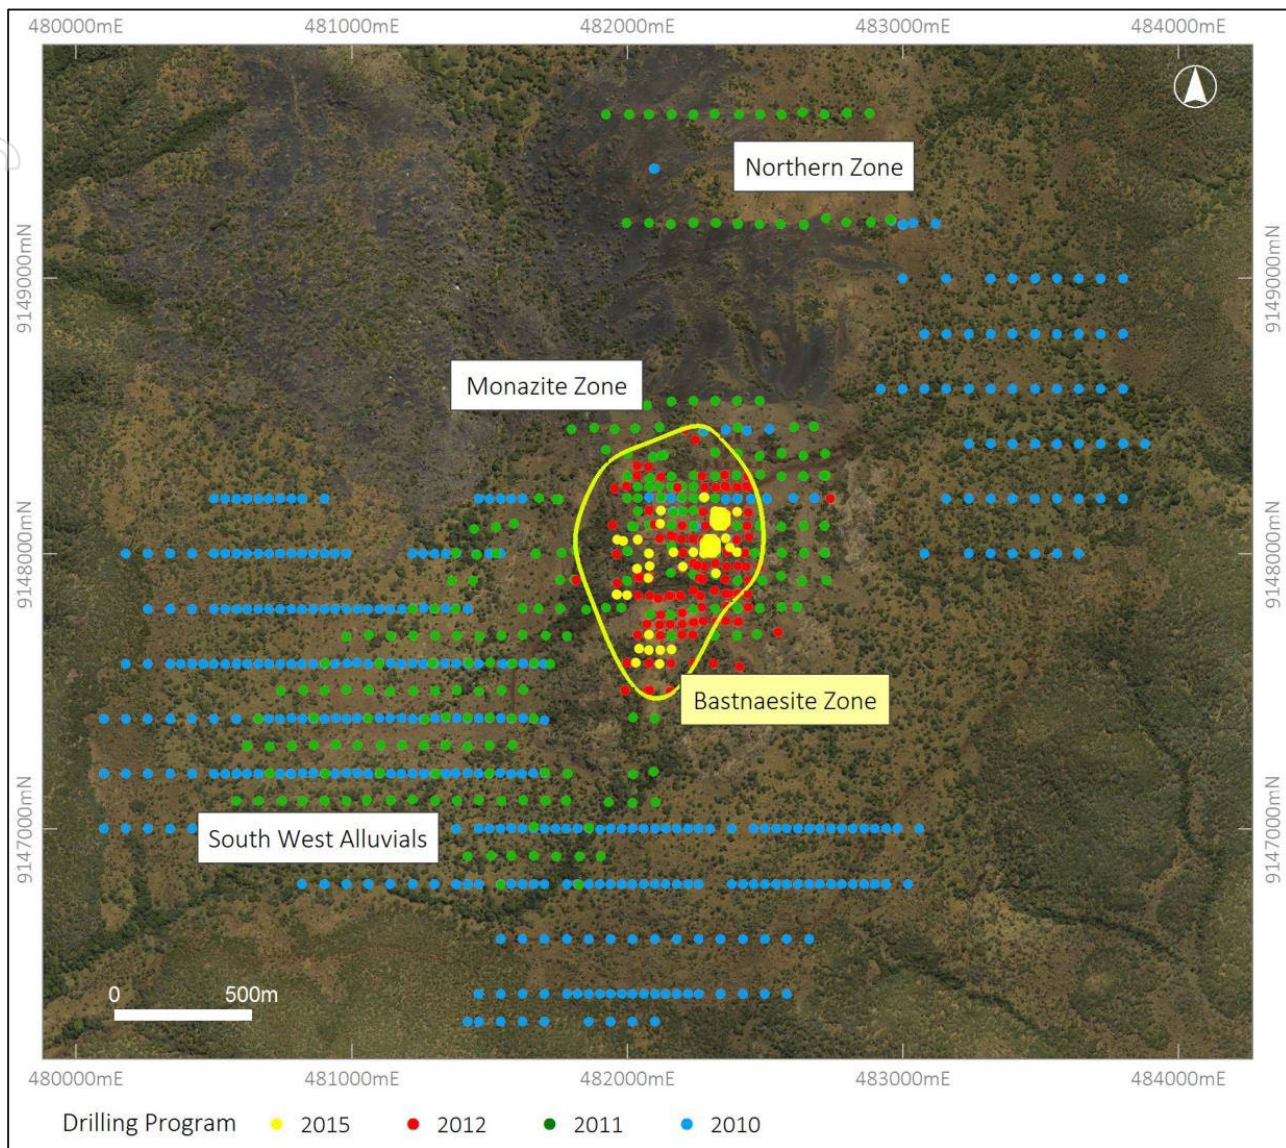 480000mE 481000mE 482000mE 483000mE 484000mE
Northern Zone
9149000mN 9149000mN
Monazite Zone
9148000mN 9148000mN
Bastnaesite Zone
9147000mN 9147000mN
South West Alluvials
0 500m
480000mE 481000mE 482000mE 483000mE 484000mE
Drilling Program 2015 2012 2011 2010